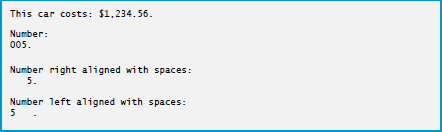 This car costs: $1,234.56.
Number:
005.
Number right aligned with spaces:
   5.
Number left aligned with spaces:
5   .